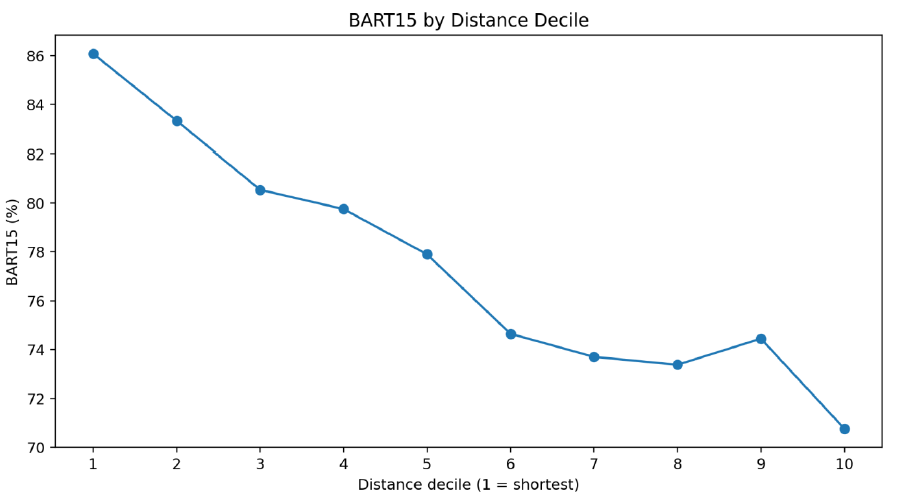 BART15 by Distance Decile
BART15 (%)
86
84
82
80
78
76
74
72
70
1 2 3 4 5 6 7 8 9 10
Distance decile (1 = shortest)